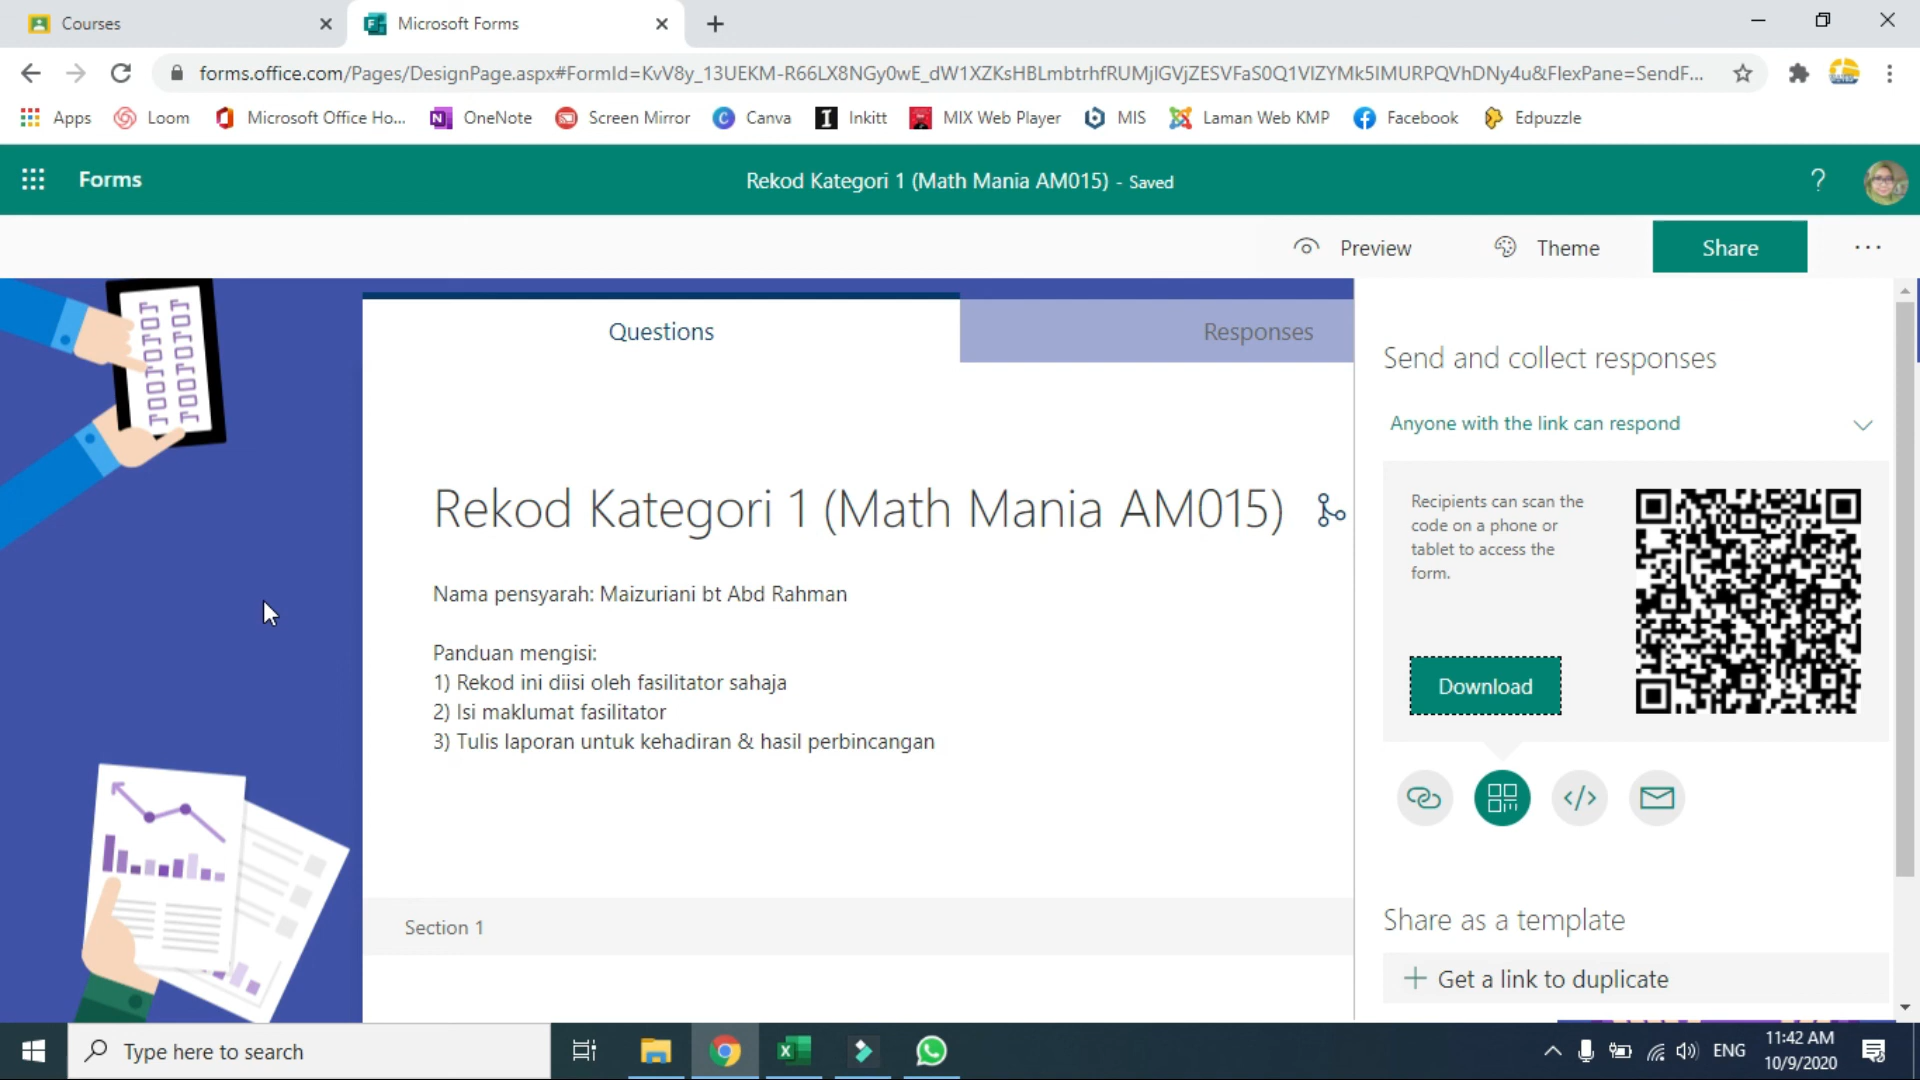 Courses
Microsoft Forms
forms.office.com/Pages/DesignPage.aspx#FormId=KvV8y_13UEKM-R66LX8NGy0wE_dW1XZKsHBLmbtrhfRUMjlGVjZESVFaS0Q1VlZYMk5IMURPQVhDNy4u&FlexPane=SendF...
Apps
Loom
Microsoft Office Ho...
OneNote
Screen Mirror
Canva
Inkitt
MIX Web Player
MIS
Laman Web KMP
Facebook
Edpuzzle
Forms
Rekod Kategori 1 (Math Mania AM015) - Saved
?
Preview
Theme
Share
Questions
Responses
Rekod Kategori 1 (Math Mania AM015)
Nama pensyarah: Maizuriani bt Abd Rahman
Panduan mengisi:
1) Rekod ini diisi oleh fasilitator sahaja
2) Isi maklumat fasilitator
3) Tulis laporan untuk kehadiran & hasil perbincangan
Section 1
Send and collect responses
Anyone with the link can respond
Recipients can scan the
code on a phone or
tablet to access the
form.
Download
Share as a template
Get a link to duplicate
Type here to search
ENG
11:42 AM
10/9/2020